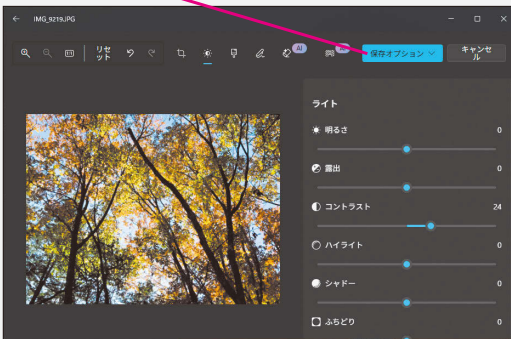 IMG_9219.JPG
リセ
ット
AI
保存オプション
キャンセ
ル
ライト
明るさ 0
露出 0
コントラスト 24
ハイライト 0
シャドー 0
ふちどり 0